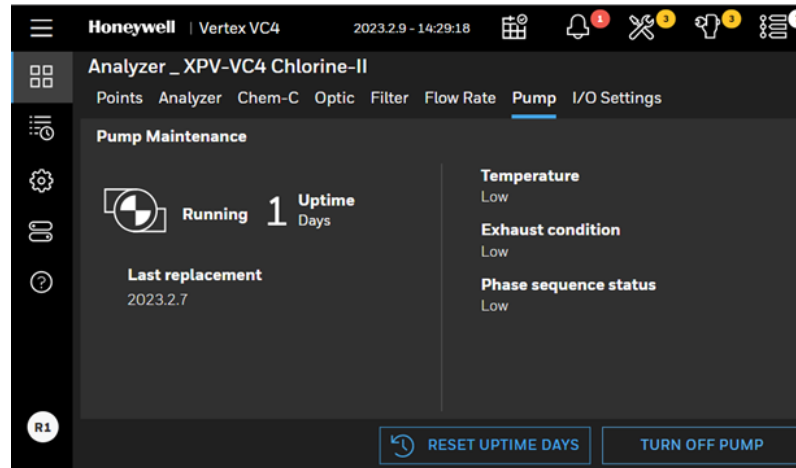 Honeywell | Vertex VC4 2023.2.9 - 14:29:18 1 3 3
Analyzer _ XPV-VC4 Chlorine-II
Points Analyzer Chem-C Optic Filter Flow Rate Pump I/O Settings
Pump Maintenance
Running 1 Uptime
Days
Last replacement
2023.2.7
Temperature
Low
Exhaust condition
Low
Phase sequence status
Low
R1
RESET UPTIME DAYS TURN OFF PUMP